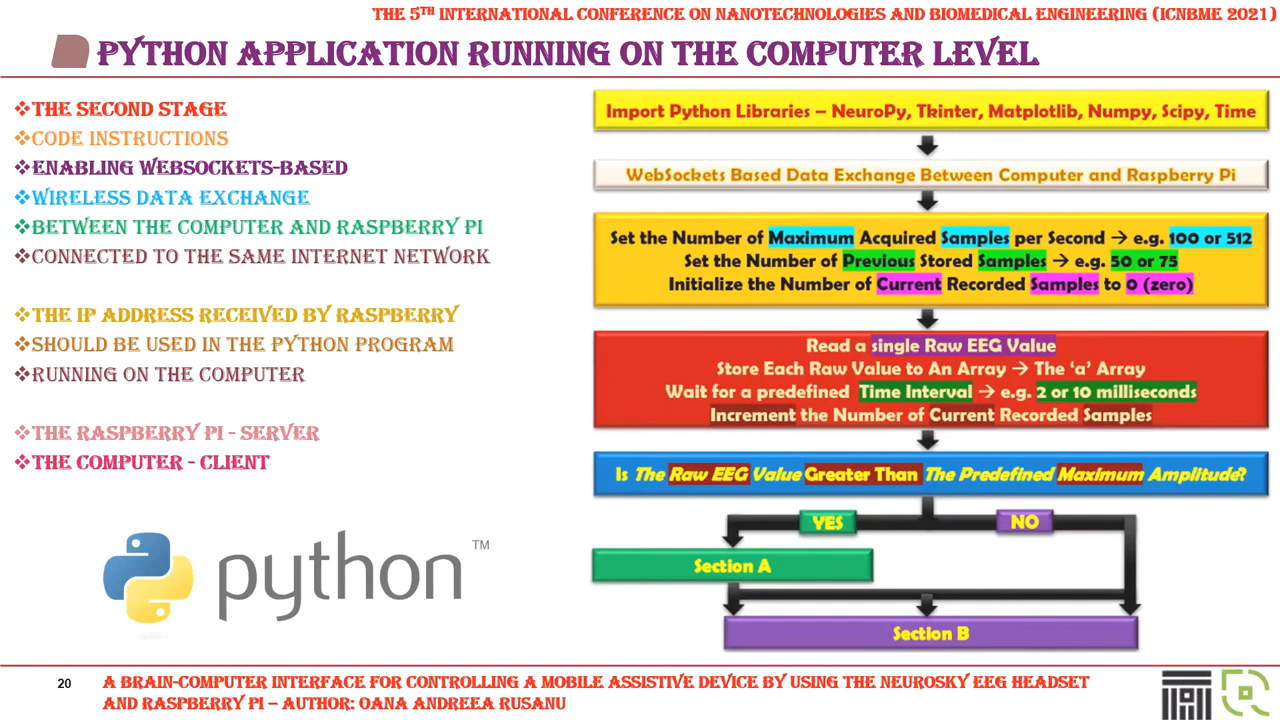 THE 5TH INTERNATIONAL CONFERENCE ON NANOTECHNOLOGIES AND BIOMEDICAL ENGINEERING (ICNBME 2021)
PYTHON APPLICATION RUNNING ON THE COMPUTER LEVEL
❖THE SECOND STAGE
❖CODE INSTRUCTIONS
❖ENABLING WEBSOCKETS-BASED
❖WIRELESS DATA EXCHANGE
❖BETWEEN THE COMPUTER AND RASPBERRY PI
❖CONNECTED TO THE SAME INTERNET NETWORK
❖THE IP ADDRESS RECEIVED BY RASPBERRY
❖SHOULD BE USED IN THE PYTHON PROGRAM
❖RUNNING ON THE COMPUTER
❖THE RASPBERRY PI - SERVER
❖THE COMPUTER - CLIENT
python TM
Import Python Libraries – NeuroPy, Tkinter, Matplotlib, Numpy, Scipy, Time
WebSockets Based Data Exchange Between Computer and Raspberry Pi
Set the Number of Maximum Acquired Samples per Second → e.g. 100 or 512
Set the Number of Previous Stored Samples → e.g. 50 or 75
Initialize the Number of Current Recorded Samples to 0 (zero)
Read a single Raw EEG Value
Store Each Raw Value to An Array → The ‘a’ Array
Wait for a predefined Time Interval → e.g. 2 or 10 milliseconds
Increment the Number of Current Recorded Samples
Is The Raw EEG Value Greater Than The Predefined Maximum Amplitude?
YES NO
Section A
Section B
20
A BRAIN-COMPUTER INTERFACE FOR CONTROLLING A MOBILE ASSISTIVE DEVICE BY USING THE NEUROSKY EEG HEADSET
AND RASPBERRY PI – AUTHOR: OANA ANDREEA RUSANU